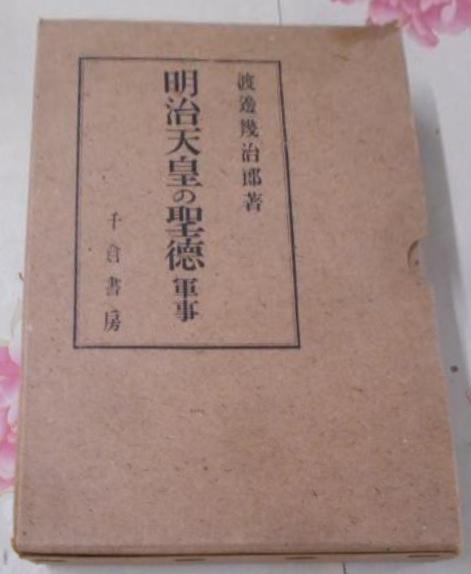 渡邊幾治郎著
明治天皇の聖德 軍事
千倉書房